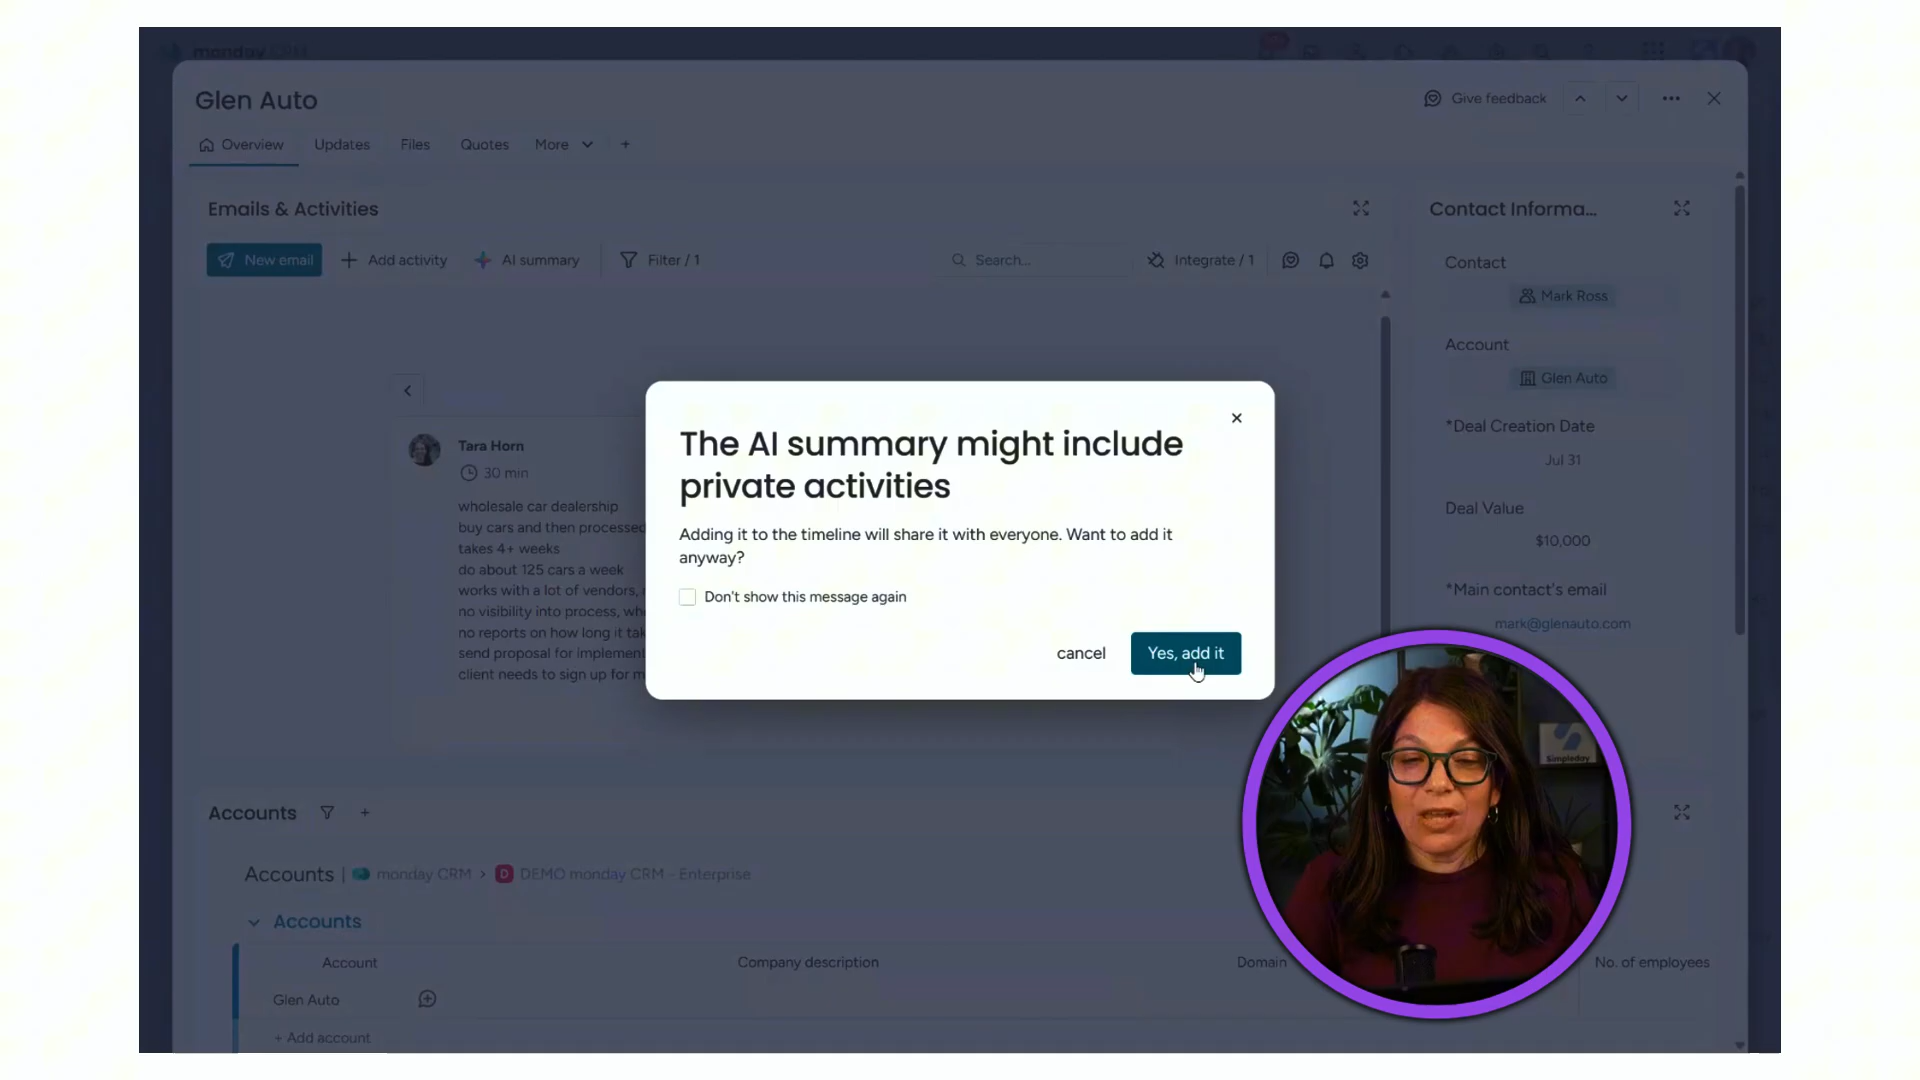 monday CRM
Glen Auto
Give feedback
Overview
Updates
Files
Quotes
More
Emails & Activities
Contact Informa...
New email
Add activity
AI summary
Filter / 1
Search...
Integrate / 1
Contact
Mark Ross
Account
Glen Auto
*Deal Creation Date
Jul 31
Deal Value
$10,000
*Main contact's email
mark@glenauto.com
Tara Horn
30 min
wholesale car dealership
buy cars and then processed
takes 4+ weeks
do about 125 cars a week
works with a lot of vendors,
no visibility into process,
no reports on how long it
send proposal for
client needs to sign up for
The AI summary might include
private activities
Adding it to the timeline will share it with everyone. Want to add it
anyway?
Don't show this message again
cancel
Yes, add it
Simpleday
Accounts
Accounts | monday CRM > DEMO monday CRM - Enterprise
Accounts
Account
Company description
Domain
No. of employees
Glen Auto
+ Add account